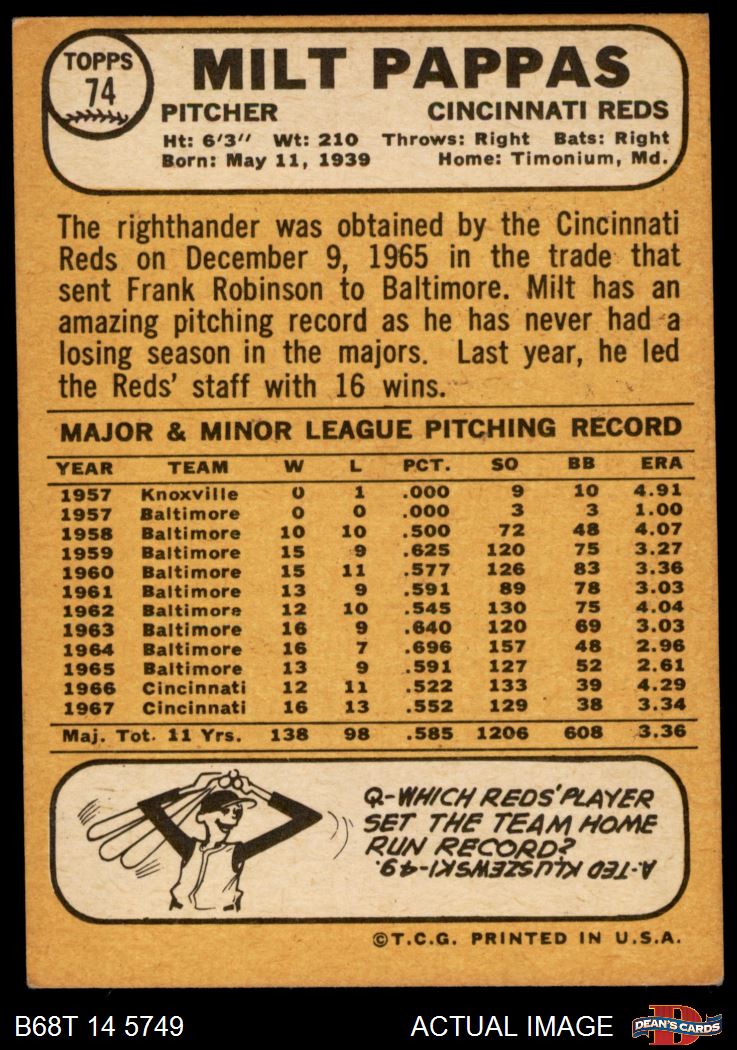 TOPPS
74
MILT PAPPAS
PITCHER CINCINNATI REDS
Ht: 6'3" Wt: 210 Throws: Right Bats: Right
Born: May 11, 1939 Home: Timonium, Md.
The righthander was obtained by the Cincinnati
Reds on December 9, 1965 in the trade that
sent Frank Robinson to Baltimore. Milt has an
amazing pitching record as he has never had a
losing season in the majors. Last year, he led
the Reds' staff with 16 wins.
MAJOR & MINOR LEAGUE PITCHING RECORD
YEAR TEAM W L PCT. SO BB ERA
1957 Knoxville 0 1 .000 9 10 4.91
1957 Baltimore 0 0 .000 3 3 1.00
1958 Baltimore 10 10 .500 72 48 4.07
1959 Baltimore 15 9 .625 120 75 3.27
1960 Baltimore 15 11 .577 126 83 3.36
1961 Baltimore 13 9 .591 89 78 3.03
1962 Baltimore 12 10 .545 130 75 4.04
1963 Baltimore 16 9 .640 120 69 3.03
1964 Baltimore 16 7 .696 157 48 2.96
1965 Baltimore 13 9 .591 127 52 2.61
1966 Cincinnati 12 11 .522 133 39 4.29
1967 Cincinnati 16 13 .552 129 38 3.34
Maj. Tot. 11 Yrs. 138 98 .585 1206 608 3.36
Q-WHICH REDS' PLAYER
SET THE TEAM HOME
RUN RECORD?
A-TED KLUSZEWSKI-49.
©T.C.G. PRINTED IN U.S.A.
B68T 14 5749 ACTUAL IMAGE
DEAN'S CARDS